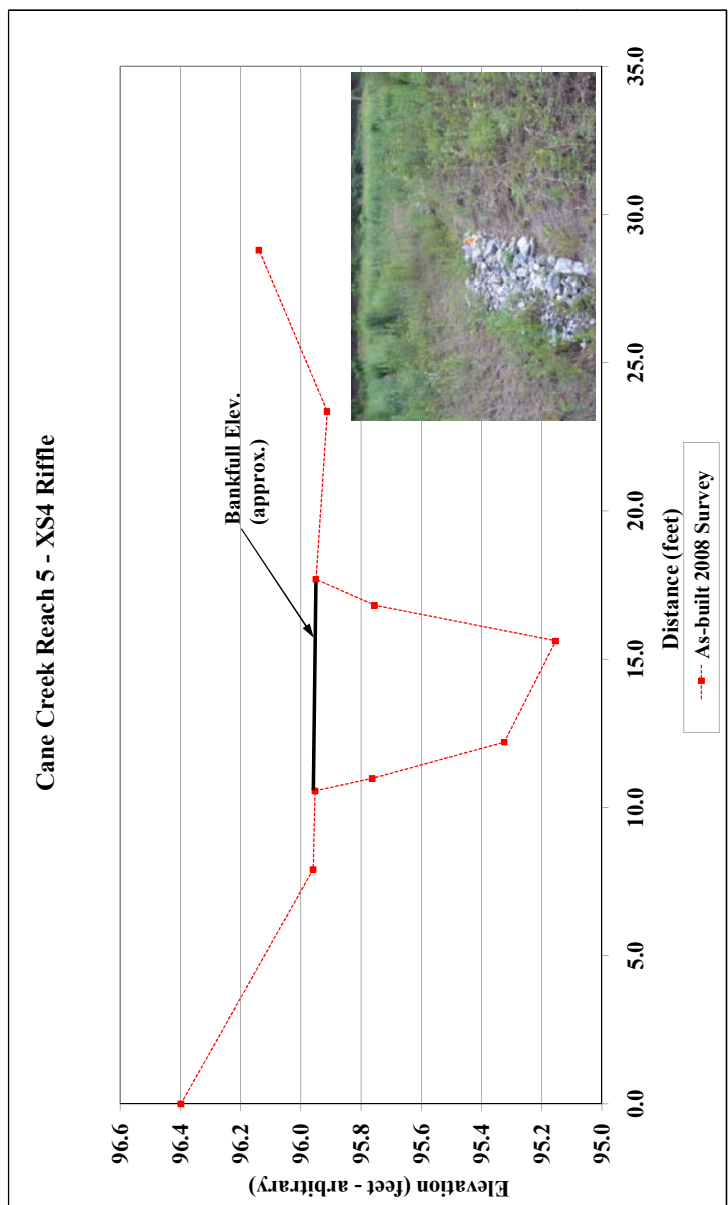 Cane Creek Reach 5 - XS4 Riffle
Elevation (feet - arbitrary)
96.6
96.4
96.2
96.0
95.8
95.6
95.4
95.2
95.0
Bankfull Elev.
(approx.)
0.0 5.0 10.0 15.0 20.0 25.0 30.0 35.0
Distance (feet)
As-built 2008 Survey